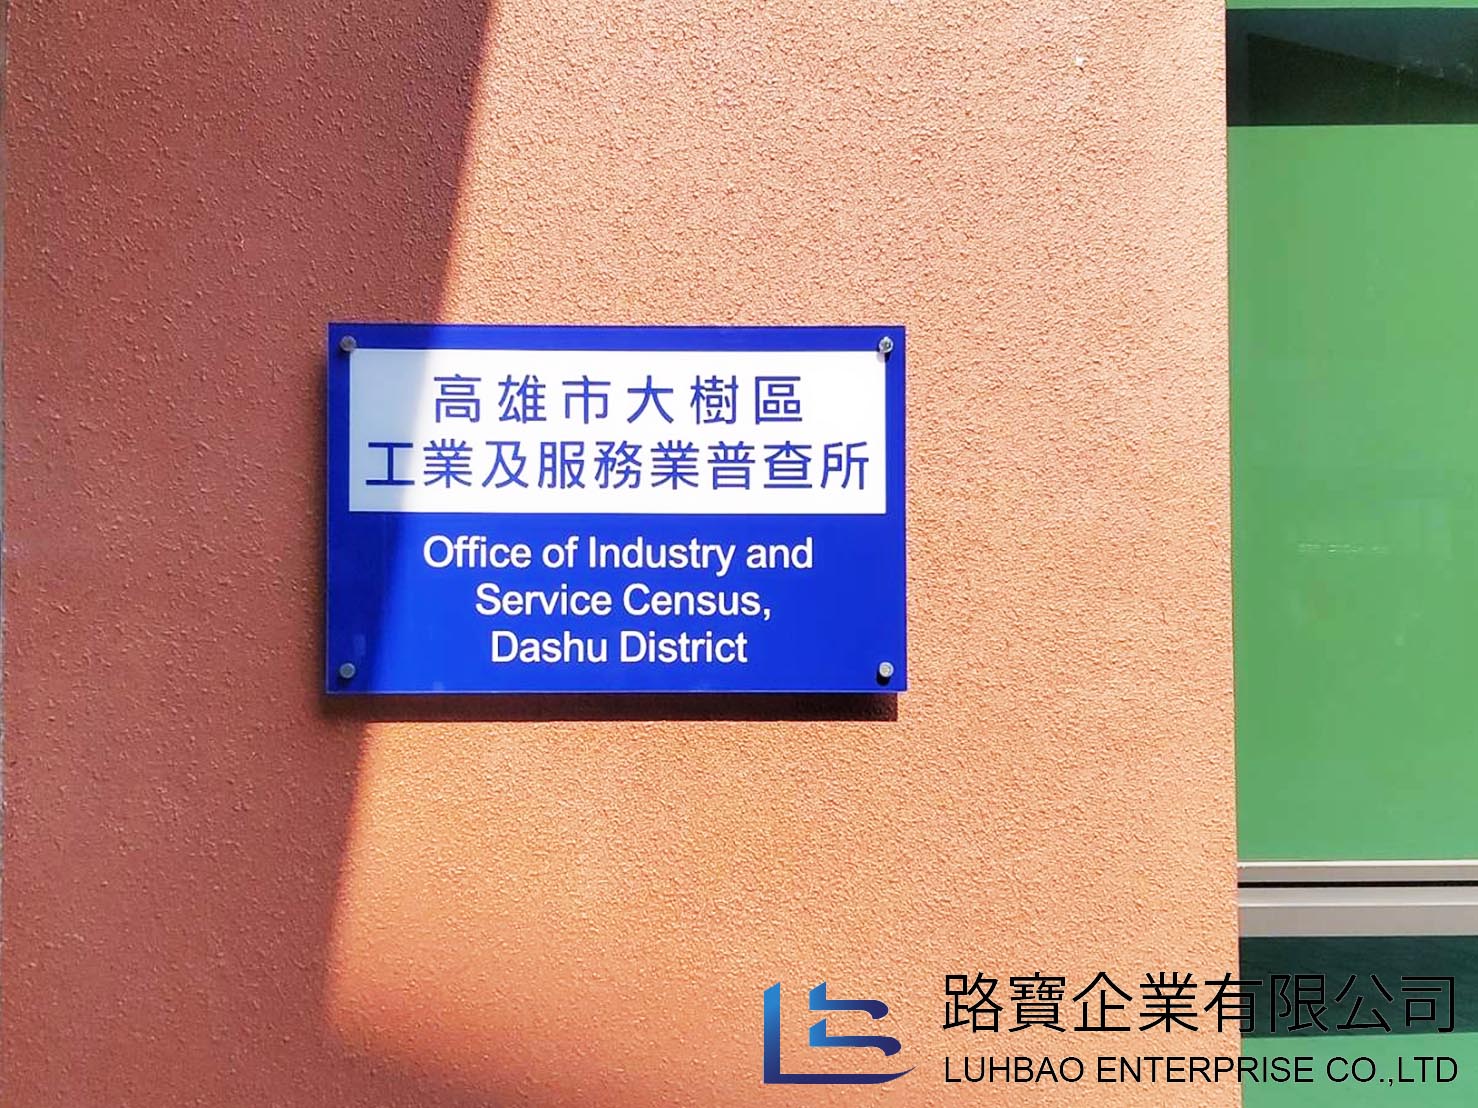 高雄市大樹區
工業及服務業普查所
Office of Industry and
Service Census,
Dashu District
路寶企業有限公司
LUHBAO ENTERPRISE CO.,LTD